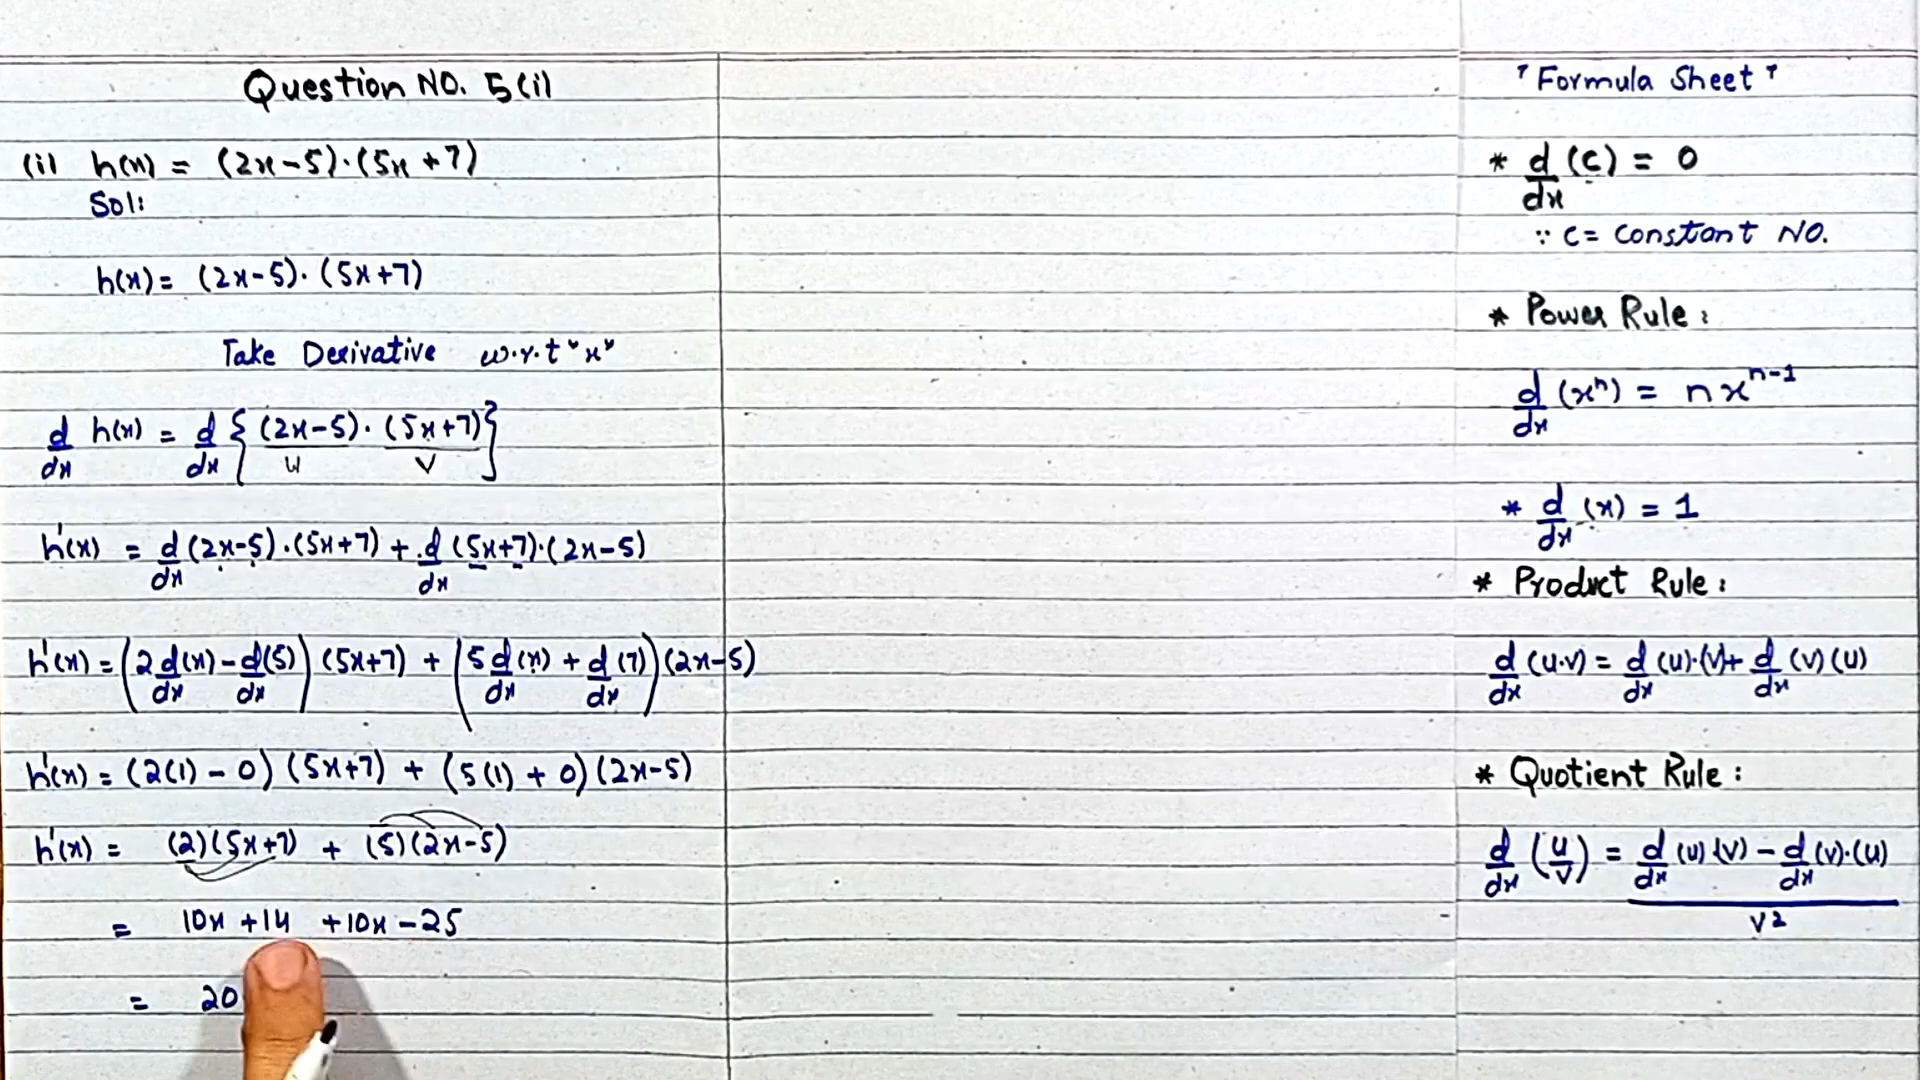 Question NO. 5(i)
(i) h(x) = (2x-5).(5x+7)
Sol:
h(x) = (2x-5).(5x+7)
Take Derivative w.r.t "x"
d/dx h(x) = d/dx {(2x-5).(5x+7)}
u v
h'(x) = d/dx (2x-5).(5x+7) + d/dx (5x+7).(2x-5)
h'(x) = (2 d/dx (x) - d/dx (5)) (5x+7) + (5 d/dx (x) + d/dx (7)) (2x-5)
h'(x) = (2(1) - 0) (5x+7) + (5(1) + 0) (2x-5)
h'(x) = (2)(5x+7) + (5)(2x-5)
= 10x +14 +10x -25
= 20
"Formula Sheet"
* d/dx (c) = 0
∵ c = constant NO.
* Power Rule:
d/dx (xⁿ) = n xⁿ⁻¹
* d/dx (x) = 1
* Product Rule:
d/dx (u.v) = d/dx (u).(v) + d/dx (v) (u)
* Quotient Rule:
d/dx (u/v) = d/dx (u).(v) - d/dx (v).(u)
v2